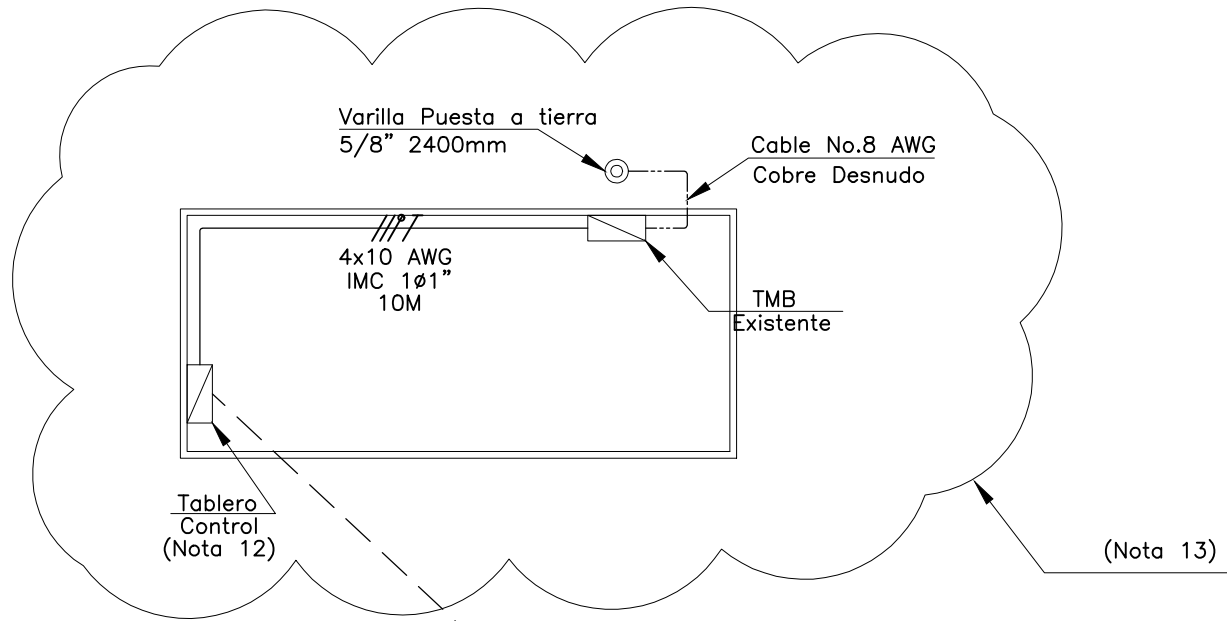 Varilla Puesta a tierra
5/8" 2400mm
Cable No.8 AWG
Cobre Desnudo
4x10 AWG
IMC 1ø1"
10M
TMB
Existente
Tablero
Control
(Nota 12)
(Nota 13)